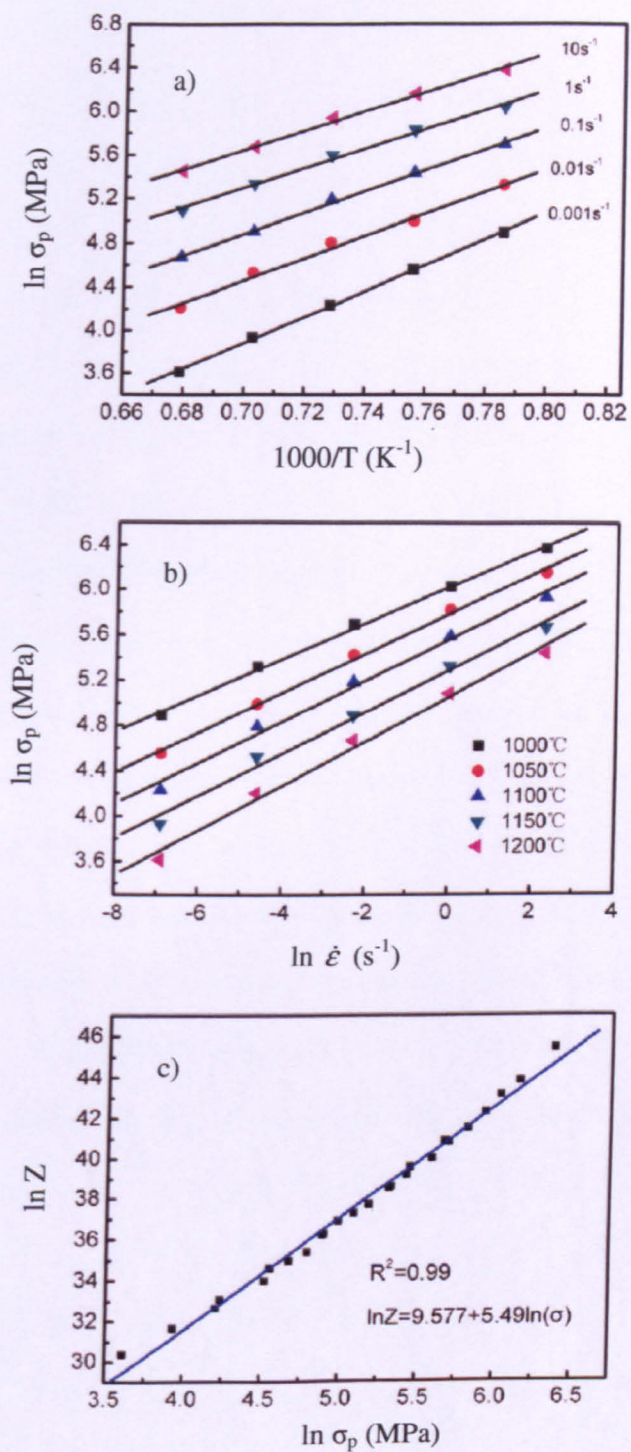 6.8
6.4
6.0
5.6
5.2
4.8
4.4
4.0
3.6
ln σp (MPa)
a)
10s-1
1s-1
0.1s-1
0.01s-1
0.001s-1
0.66 0.68 0.70 0.72 0.74 0.76 0.78 0.80 0.82
1000/T (K-1)
6.4
6.0
5.6
5.2
4.8
4.4
4.0
3.6
ln σp (MPa)
b)
1000℃
1050℃
1100℃
1150℃
1200℃
-8 -6 -4 -2 0 2 4
ln ε̇ (s-1)
46
44
42
40
38
36
34
32
30
ln Z
c)
R2=0.99
lnZ=9.577+5.49ln(σ)
3.5 4.0 4.5 5.0 5.5 6.0 6.5
ln σp (MPa)